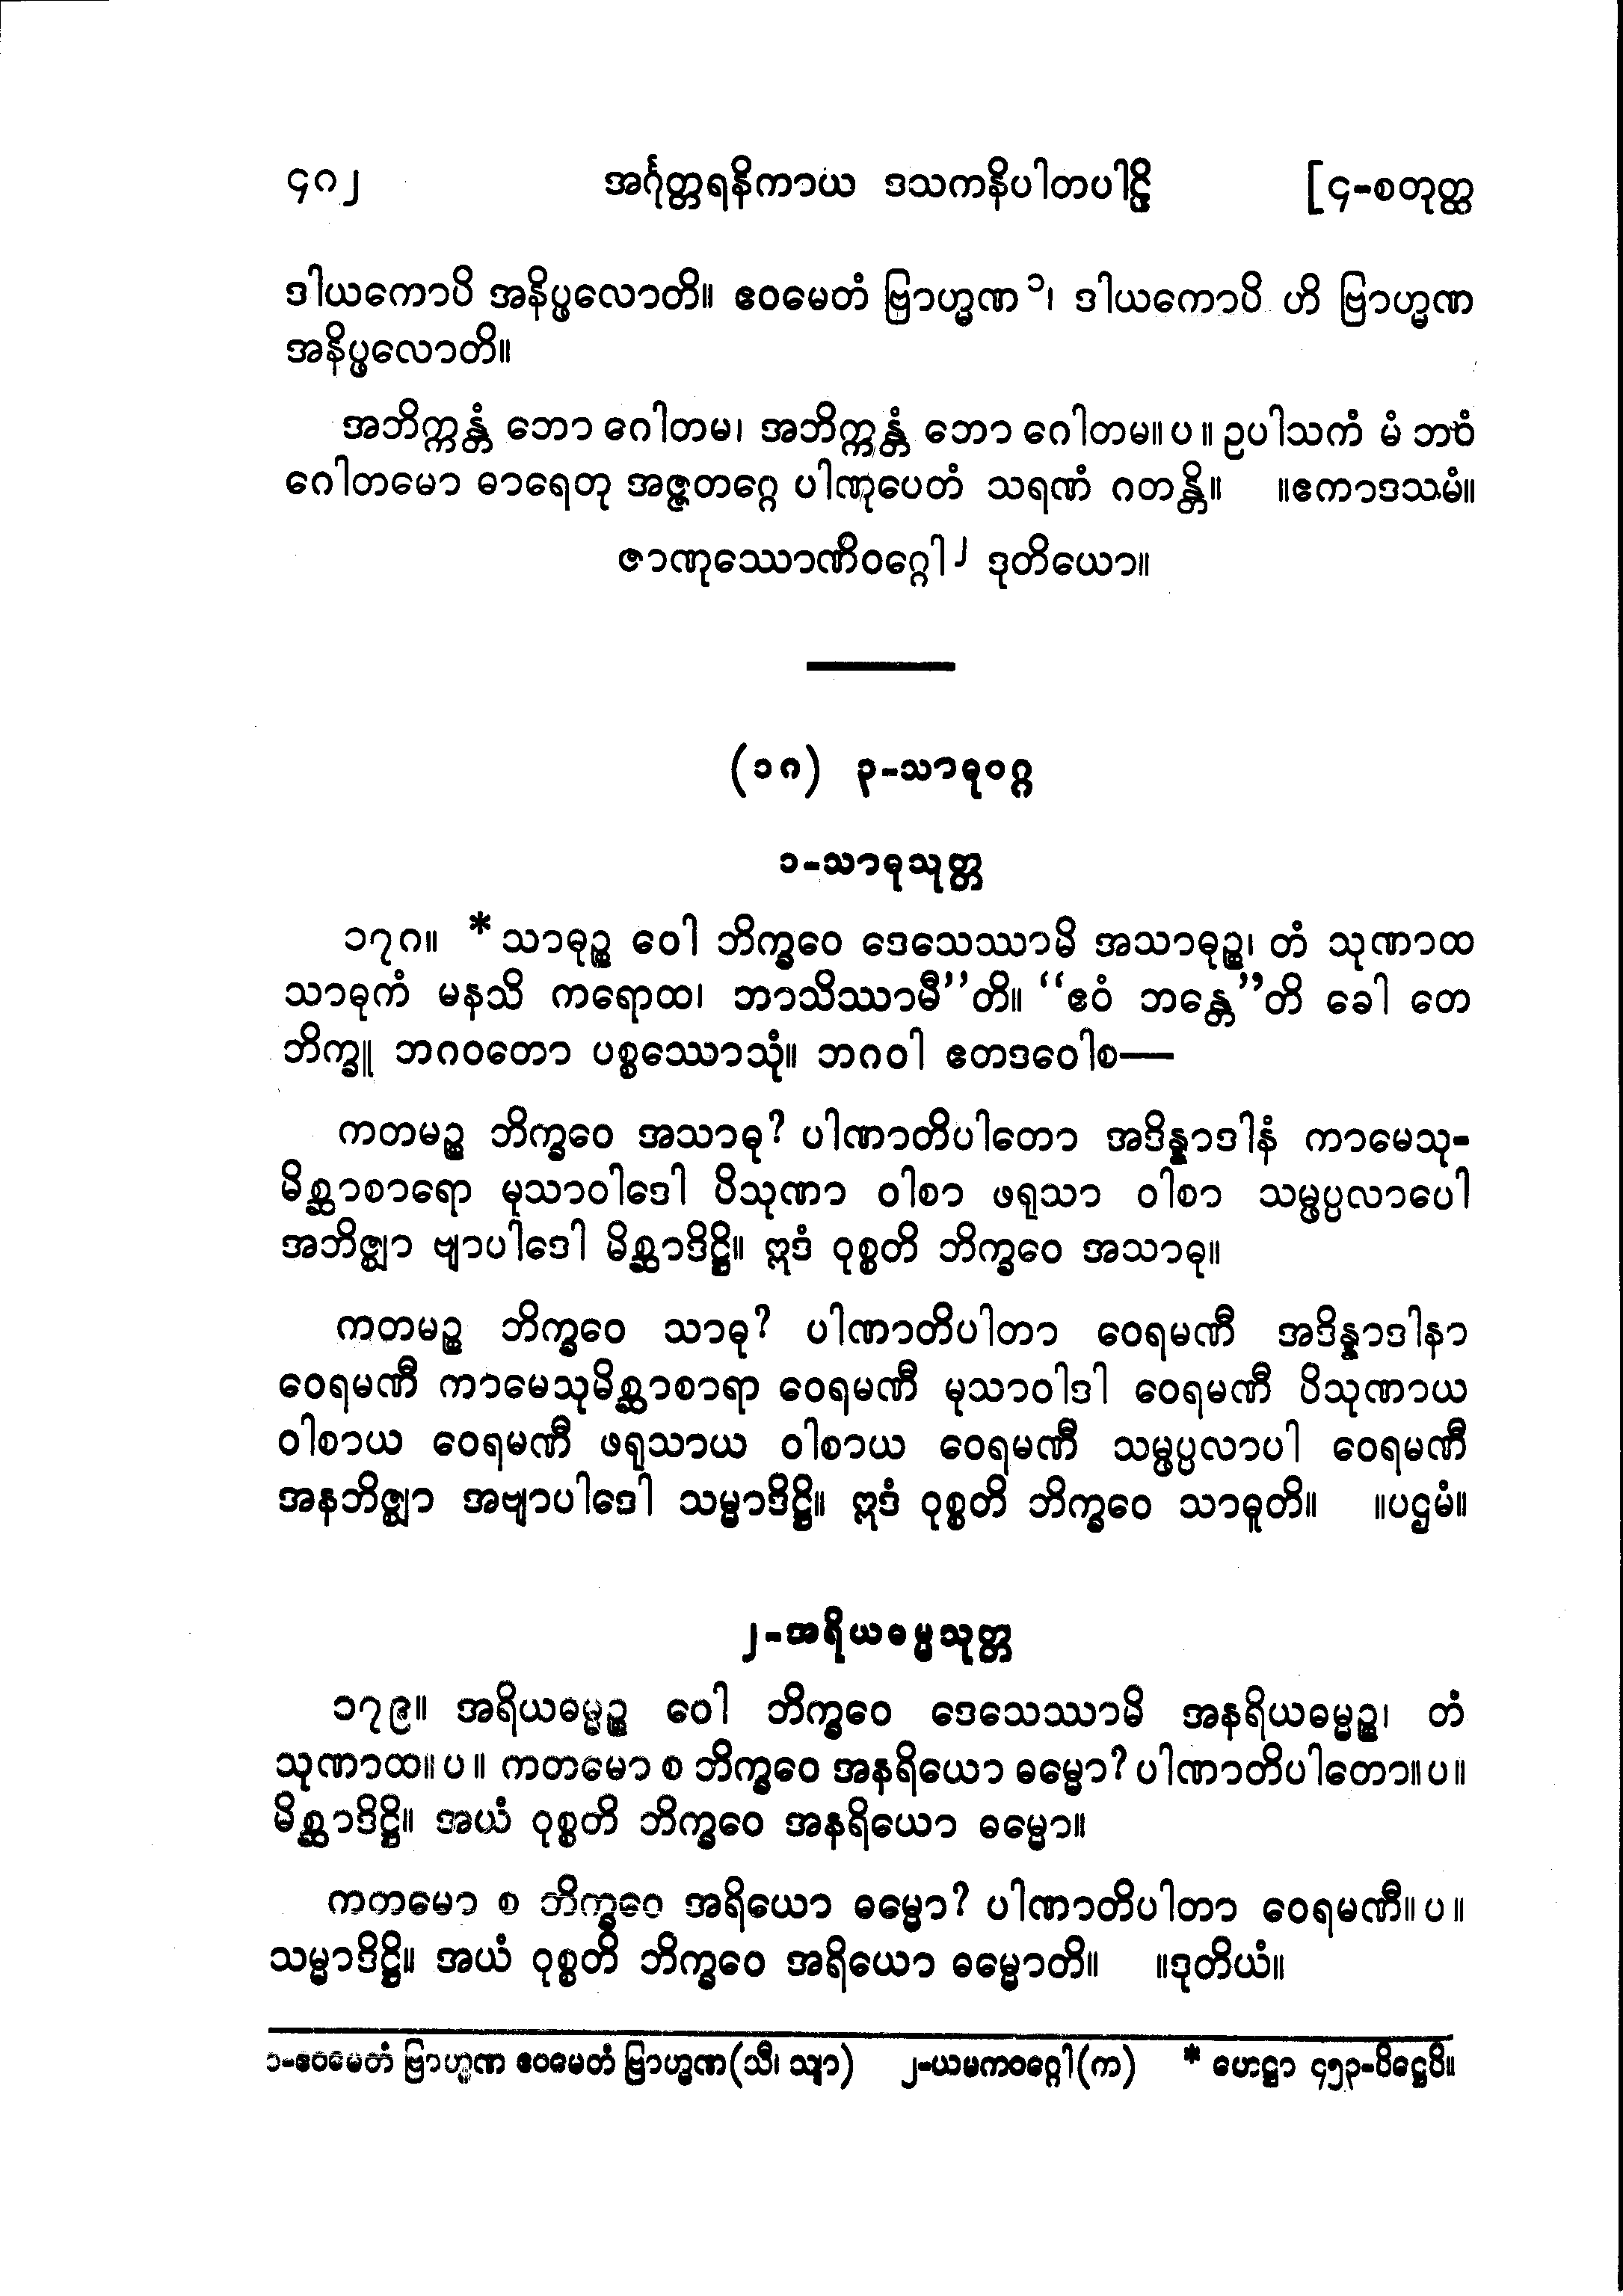 ၄၈၂ အင်္ဂုတ္တရနိကာယ ဒသကနိပါတပါဠိ [၄-စတုတ္ထ
ဒါယကောပိ အနိပ္ဖလောတိ။ ဧဝမေတံ ဗြာဟ္မဏ ၁၊ ဒါယကောပိ ဟိ ဗြာဟ္မဏ
အနိပ္ဖလောတိ။
အဘိက္ကန္တံ ဘော ဂေါတမ၊ အဘိက္ကန္တံ ဘော ဂေါတမ။ပ။ ဥပါသကံ မံ ဘဝံ
ဂေါတမော ဓာရေတု အဇ္ဇတဂ္ဂေ ပါဏုပေတံ သရဏံ ဂတန္တိ။ ။ဧကာဒသမံ။
ဇာဏုဿောဏိဝဂ္ဂေါ ၂ ဒုတိယော။
(၁၈) ၃-သာဓုဝဂ္ဂ
၁-သာဓုသုတ္တ
၁၇၈။ * သာဓုဉ္စ ဝေါ ဘိက္ခဝေ ဒေသေဿာမိ အသာဓုဉ္စ၊ တံ သုဏာထ
သာဓုကံ မနသိ ကရောထ၊ ဘာသိဿာမီ”တိ။ “ဧဝံ ဘန္တေ”တိ ခေါ တေ
ဘိက္ခူ ဘဂဝတော ပစ္စဿောသုံ။ ဘဂဝါ ဧတဒဝေါစ—
ကတမဉ္စ ဘိက္ခဝေ အသာဓု? ပါဏာတိပါတော အဒိန္နာဒါနံ ကာမေသု-
မိစ္ဆာစာရော မုသာဝါဒေါ ပိသုဏာ ဝါစာ ဖရုသာ ဝါစာ သမ္ဖပ္ပလာပေါ
အဘိဇ္ဈာ ဗျာပါဒေါ မိစ္ဆာဒိဋ္ဌိ။ ဣဒံ ဝုစ္စတိ ဘိက္ခဝေ အသာဓု။
ကတမဉ္စ ဘိက္ခဝေ သာဓု? ပါဏာတိပါတာ ဝေရမဏီ အဒိန္နာဒါနာ
ဝေရမဏီ ကာမေသုမိစ္ဆာစာရာ ဝေရမဏီ မုသာဝါဒါ ဝေရမဏီ ပိသုဏာယ
ဝါစာယ ဝေရမဏီ ဖရုသာယ ဝါစာယ ဝေရမဏီ သမ္ဖပ္ပလာပါ ဝေရမဏီ
အနဘိဇ္ဈာ အဗျာပါဒေါ သမ္မာဒိဋ္ဌိ။ ဣဒံ ဝုစ္စတိ ဘိက္ခဝေ သာဓူတိ။ ။ပဌမံ။
၂-အရိယဓမ္မသုတ္တ
၁၇၉။ အရိယဓမ္မဉ္စ ဝေါ ဘိက္ခဝေ ဒေသေဿာမိ အနရိယဓမ္မဉ္စ၊ တံ
သုဏာထ။ပ။ ကတမော စ ဘိက္ခဝေ အနရိယော ဓမ္မော? ပါဏာတိပါတော။ပ။
မိစ္ဆာဒိဋ္ဌိ။ အယံ ဝုစ္စတိ ဘိက္ခဝေ အနရိယော ဓမ္မော။
ကတမော စ ဘိက္ခဝေ အရိယော ဓမ္မော? ပါဏာတိပါတာ ဝေရမဏီ။ပ။
သမ္မာဒိဋ္ဌိ။ အယံ ဝုစ္စတိ ဘိက္ခဝေ အရိယော ဓမ္မောတိ။ ။ဒုတိယံ။
၁-ဧဝမေတံ ဗြာဟ္မဏ ဧဝမေတံ ဗြာဟ္မဏ(သီ၊ သျာ) ၂-ယမကဝဂ္ဂေါ(က) * ဟေဋ္ဌာ ၄၅၃-ပိဋ္ဌေပိ။